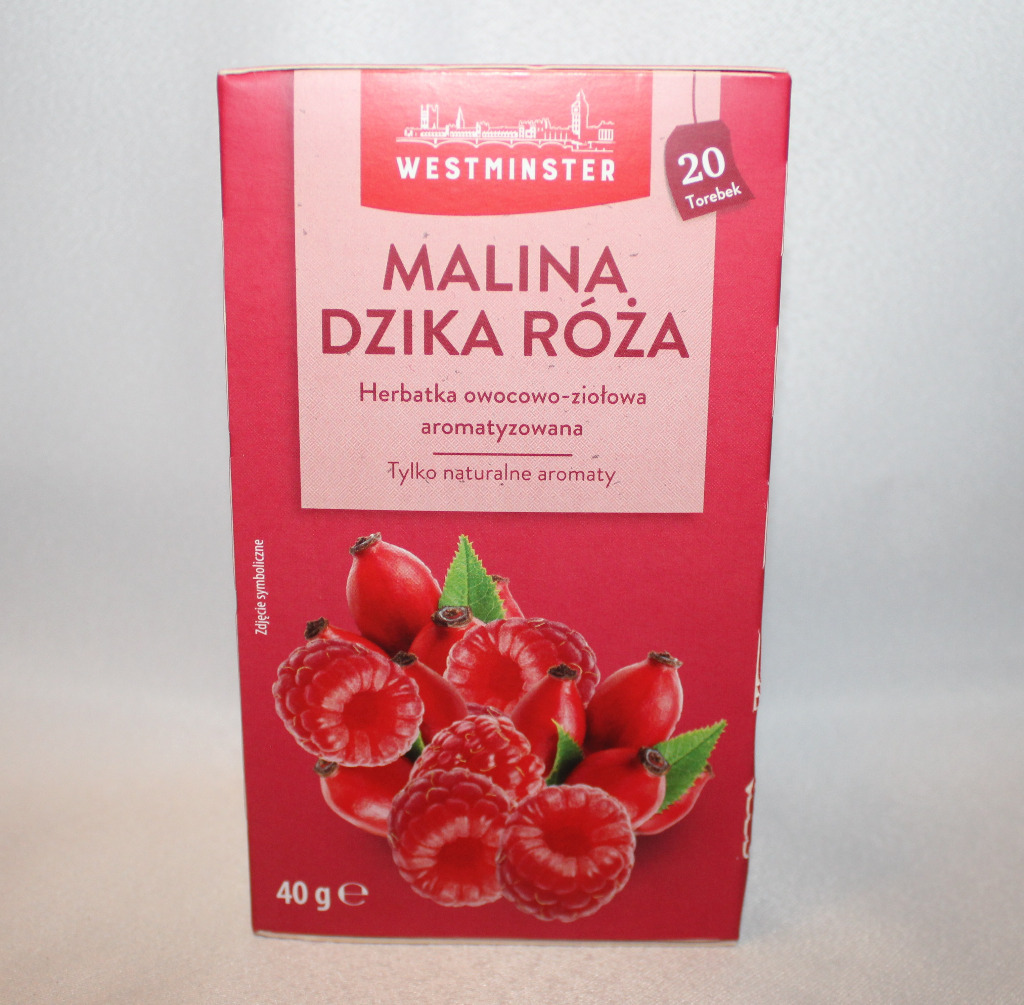 WESTMINSTER
20
Torebek
MALINA
DZIKA RÓŻA
Herbatka owocowo-ziołowa
aromatyzowana
Tylko naturalne aromaty
Zdjęcie symboliczne
40 g ℮